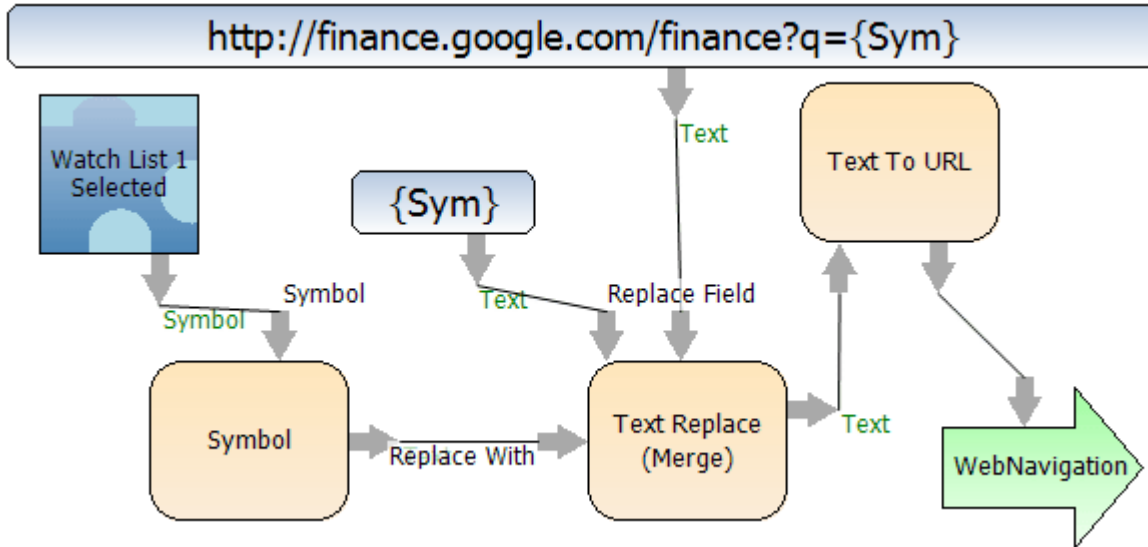 http://finance.google.com/finance?q={Sym}
Watch List 1
Selected
{Sym}
Text
Text To URL
Symbol
Symbol
Text
Replace Field
Symbol
Replace With
Text Replace
(Merge)
Text
WebNavigation